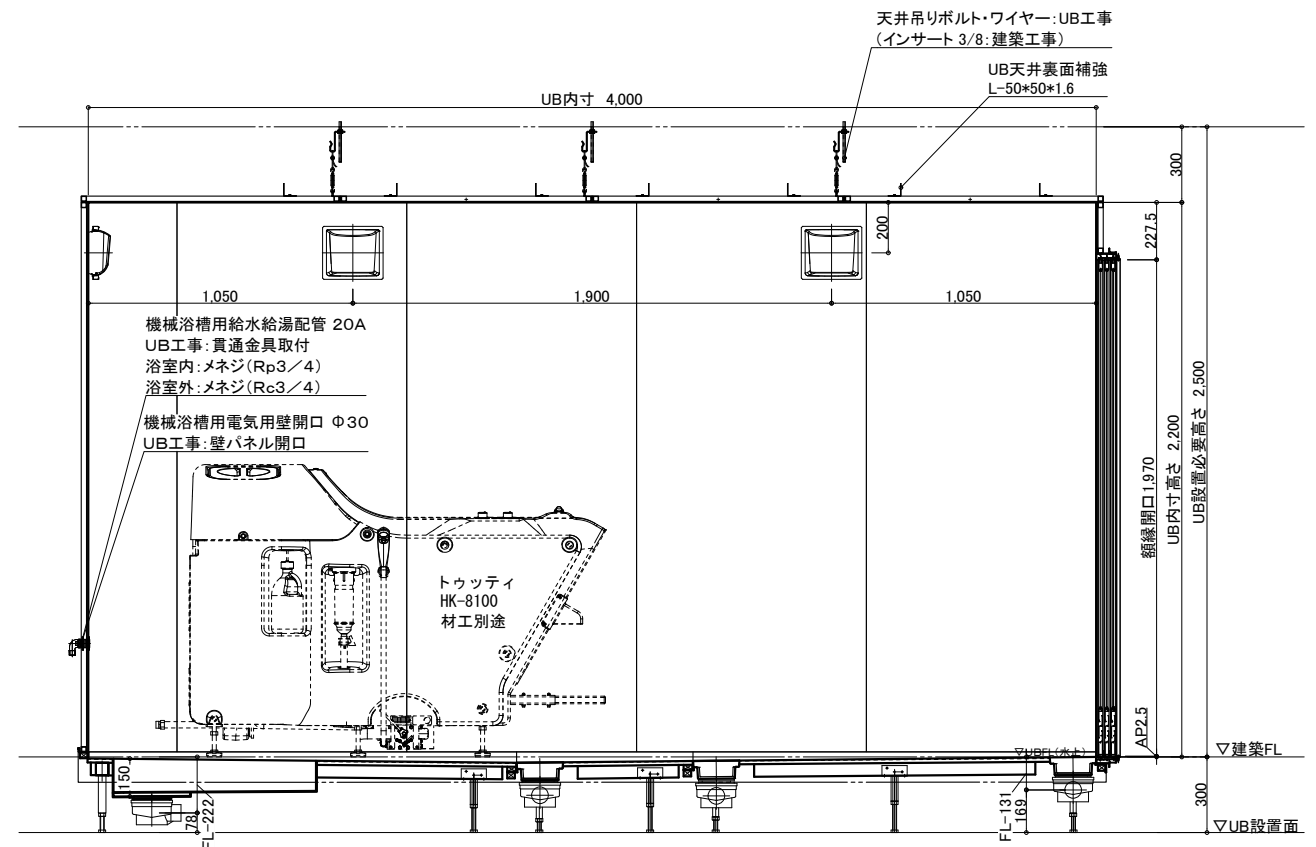 天井吊りボルト・ワイヤー:UB工事
(インサート 3/8:建築工事)
UB天井裏面補強
L-50*50*1.6
UB内寸 4,000
300
200
227.5
1,050
1,900
1,050
機械浴槽用給水給湯配管 20A
UB工事:貫通金具取付
浴室内:メネジ(Rp3/4)
浴室外:メネジ(Rc3/4)
機械浴槽用電気用壁開口 Φ30
UB工事:壁パネル開口
額縁開口1,970
UB内寸高さ 2,200
UB設置必要高さ 2,500
トゥッティ
HK-8100
材工別途
AP2.5
▽UBFL(水上)
▽建築FL
150
78
FL-222
FL-131
169
300
▽UB設置面